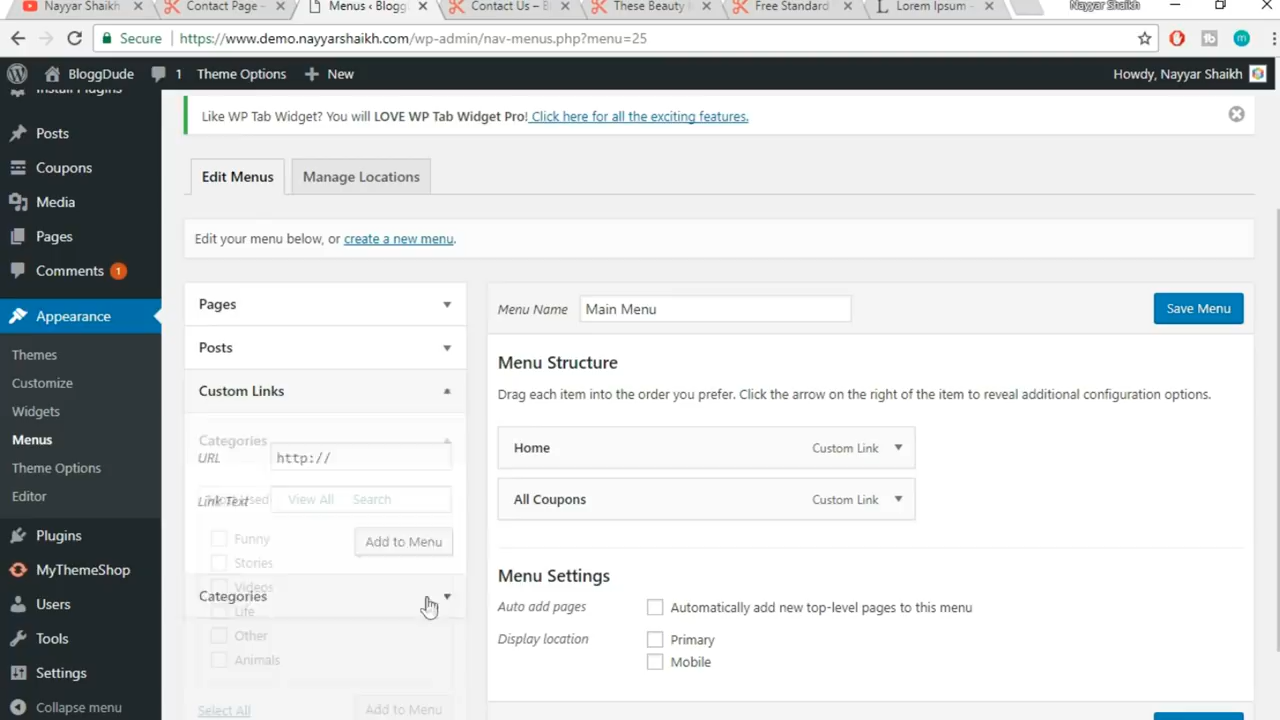 Nayyar Shaikh
Contact Page –
Menus ‹ Blogg
Contact Us – B
These Beauty
Free Standard
Lorem Ipsum -
Nayyar Shaikh
Secure
https://www.demo.nayyarshaikh.com/wp-admin/nav-menus.php?menu=25
BloggDude
1
Theme Options
New
Howdy, Nayyar Shaikh
Install Plugins
Posts
Coupons
Media
Pages
Comments 1
Appearance
Themes
Customize
Widgets
Menus
Theme Options
Editor
Plugins
MyThemeShop
Users
Tools
Settings
Collapse menu
Like WP Tab Widget? You will LOVE WP Tab Widget Pro! Click here for all the exciting features.
Edit Menus
Manage Locations
Edit your menu below, or create a new menu.
Pages
Posts
Custom Links
Categories
URL
http://
Link Text
Used
View All
Search
Funny
Add to Menu
Stories
Videos
Categories
Life
Other
Animals
Select All
Add to Menu
Menu Name
Main Menu
Save Menu
Menu Structure
Drag each item into the order you prefer. Click the arrow on the right of the item to reveal additional configuration options.
Home
Custom Link
All Coupons
Custom Link
Menu Settings
Auto add pages
Automatically add new top-level pages to this menu
Display location
Primary
Mobile